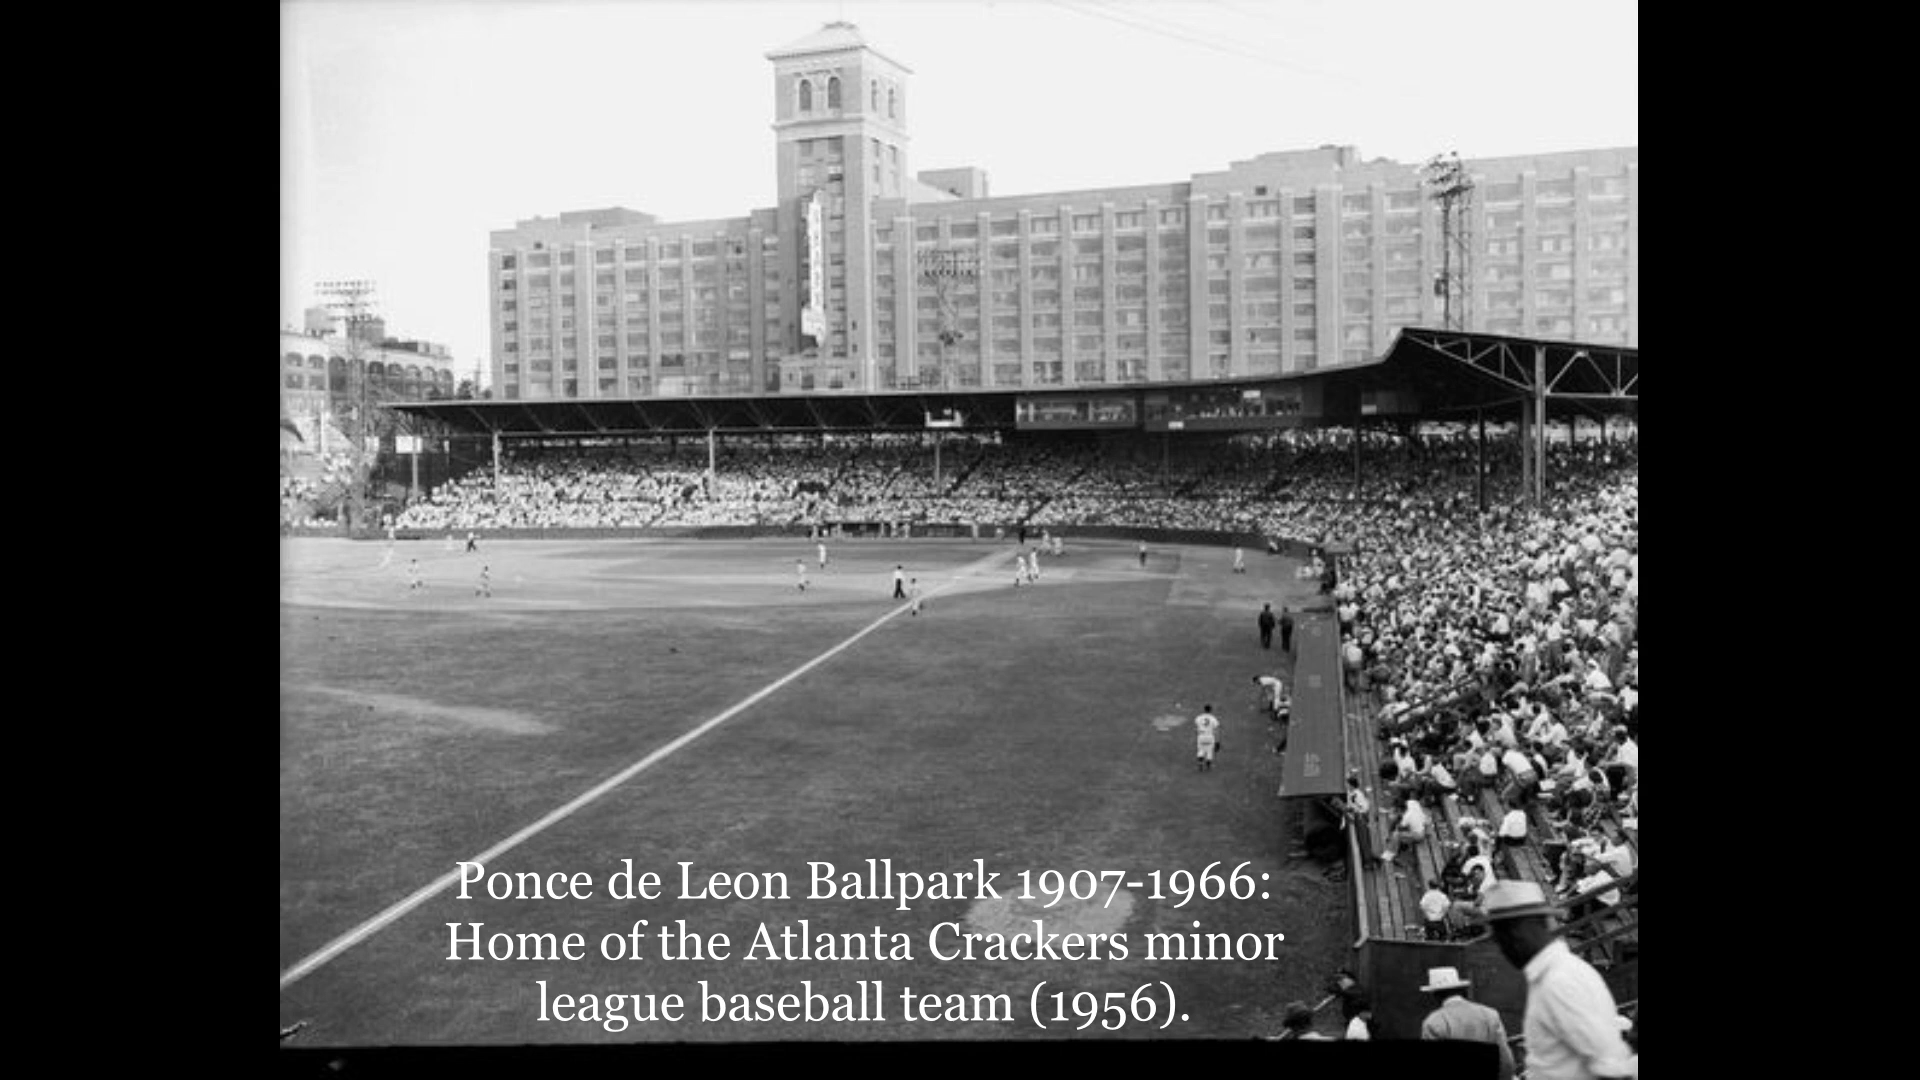 Ponce de Leon Ballpark 1907-1966:
Home of the Atlanta Crackers minor
league baseball team (1956).